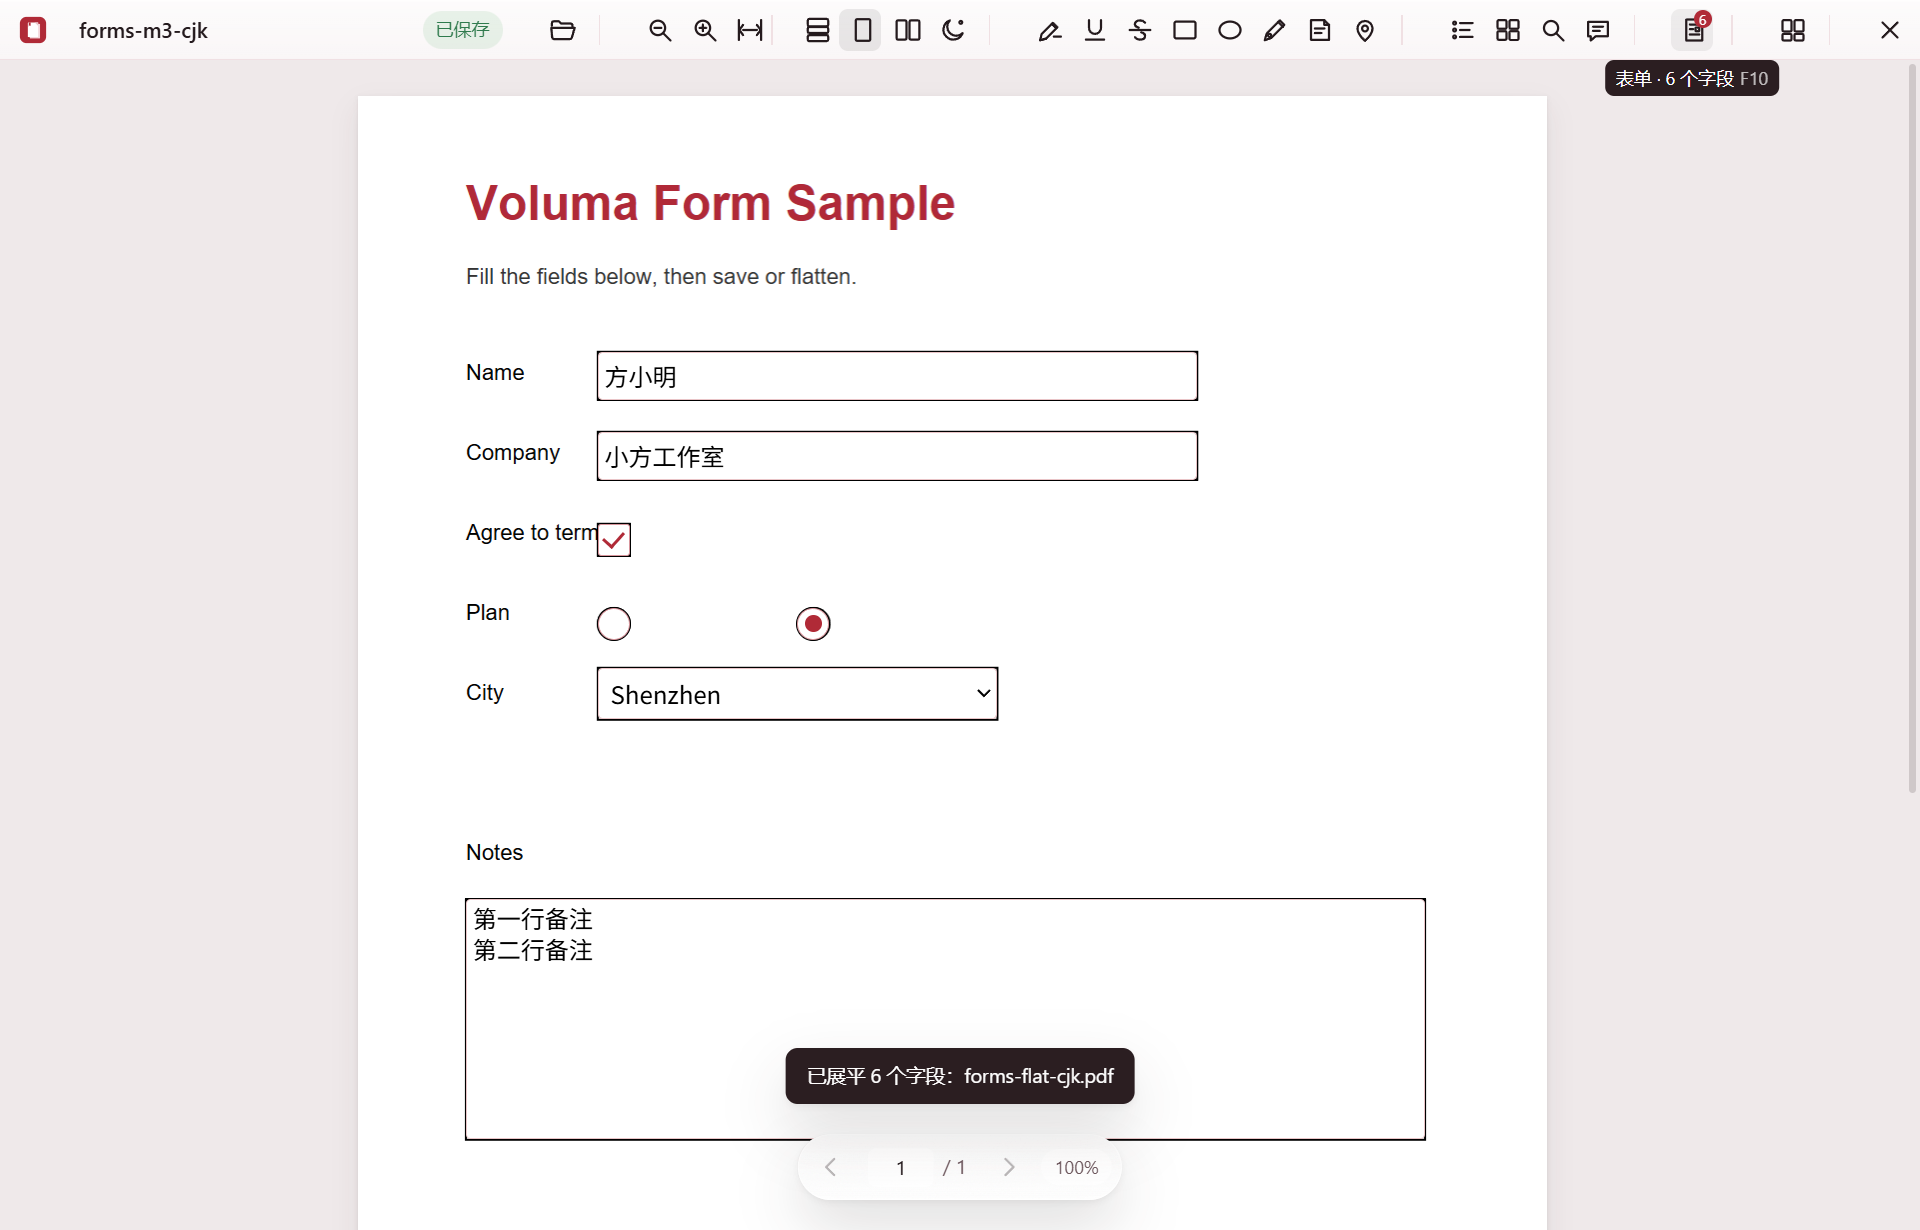 forms-m3-cjk
已保存
6
表单 · 6 个字段 F10
Voluma Form Sample
Fill the fields below, then save or flatten.
Name
方小明
Company
小方工作室
Agree to term
Plan
City
Shenzhen
Notes
第一行备注
第二行备注
已展平 6 个字段：forms-flat-cjk.pdf
1 / 1 100%